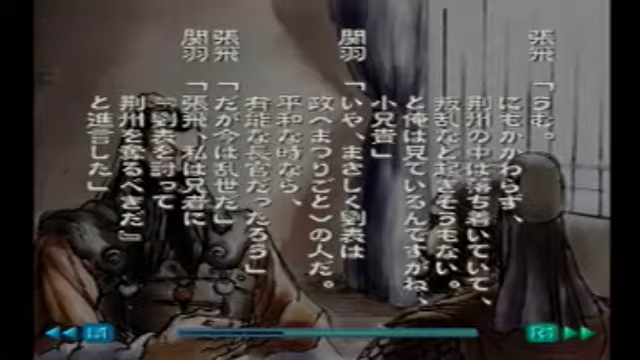 張飛「うむ。
にもかかわらず、
荊州の中は落ち着いていて、
叛乱など起きそうもない。
と俺は見ているんですがね、
小兄貴」
関羽「いや、まさしく劉表は
政〈まつりごと〉の人だ。
平和な時なら、
有能な長官だったろう」
張飛「だが今は乱世だ」
関羽「張飛、私は兄者に
『劉表を討って
荊州を奪るべきだ』
と進言した」